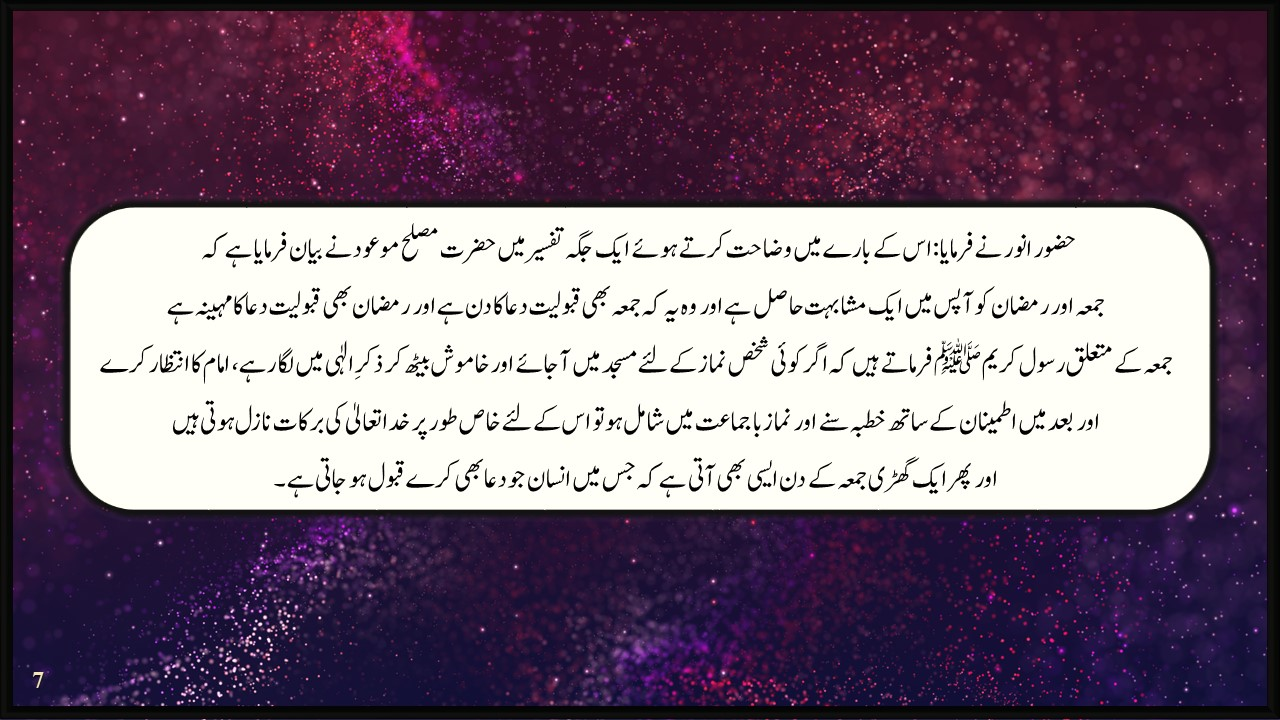 حضور انور نے فرمایا: اس کے بارے میں وضاحت کرتے ہوئے ایک جگہ تفسیر میں حضرت مصلح موعود نے بیان فرمایا ہے کہ
جمعہ اور رمضان کو آپس میں ایک مشابہت حاصل ہے اور وہ یہ کہ جمعہ بھی قبولیت دعا کا دن ہے اور رمضان بھی قبولیت دعا کا مہینہ ہے
جمعہ کے متعلق رسول کریم ﷺ فرماتے ہیں کہ اگر کوئی شخص نماز کے لئے مسجد میں آ جائے اور خاموش بیٹھ کر ذکرِ الٰہی میں لگا رہے، امام کا انتظار کرے
اور بعد میں اطمینان کے ساتھ خطبہ سنے اور نماز با جماعت میں شامل ہو تو اس کے لئے خاص طور پر خدا تعالیٰ کی برکات نازل ہوتی ہیں
اور پھر ایک گھڑی جمعہ کے دن ایسی بھی آتی ہے کہ جس میں انسان جو دعا بھی کرے قبول ہو جاتی ہے۔
7